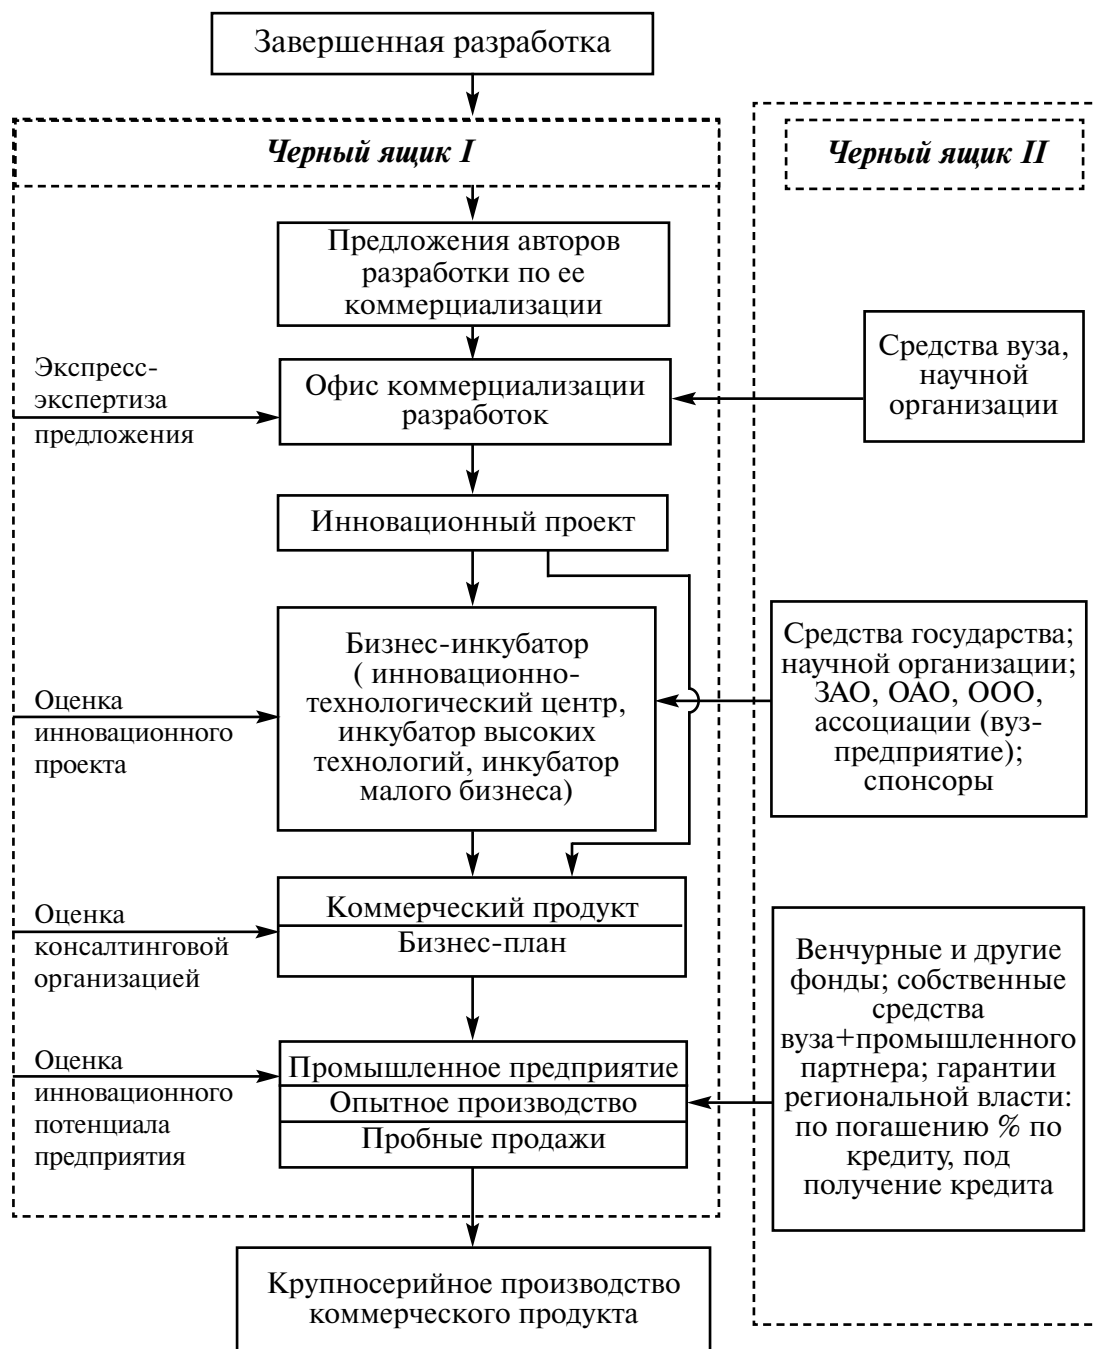 Завершенная разработка
Черный ящик I
Черный ящик II
Предложения авторов
разработки по ее
коммерциализации
Экспресс-
экспертиза
предложения
Офис коммерциализации
разработок
Средства вуза,
научной
организации
Инновационный проект
Бизнес-инкубатор
( инновационно-
технологический центр,
инкубатор высоких
технологий, инкубатор
малого бизнеса)
Оценка
инновационного
проекта
Средства государства;
научной организации;
ЗАО, ОАО, ООО,
ассоциации (вуз-
предприятие);
спонсоры
Оценка
консалтинговой
организацией
Коммерческий продукт
Бизнес-план
Венчурные и другие
фонды; собственные
средства
вуза+промышленного
партнера; гарантии
региональной власти:
по погашению % по
кредиту, под
получение кредита
Оценка
инновационного
потенциала
предприятия
Промышленное предприятие
Опытное производство
Пробные продажи
Крупносерийное производство
коммерческого продукта